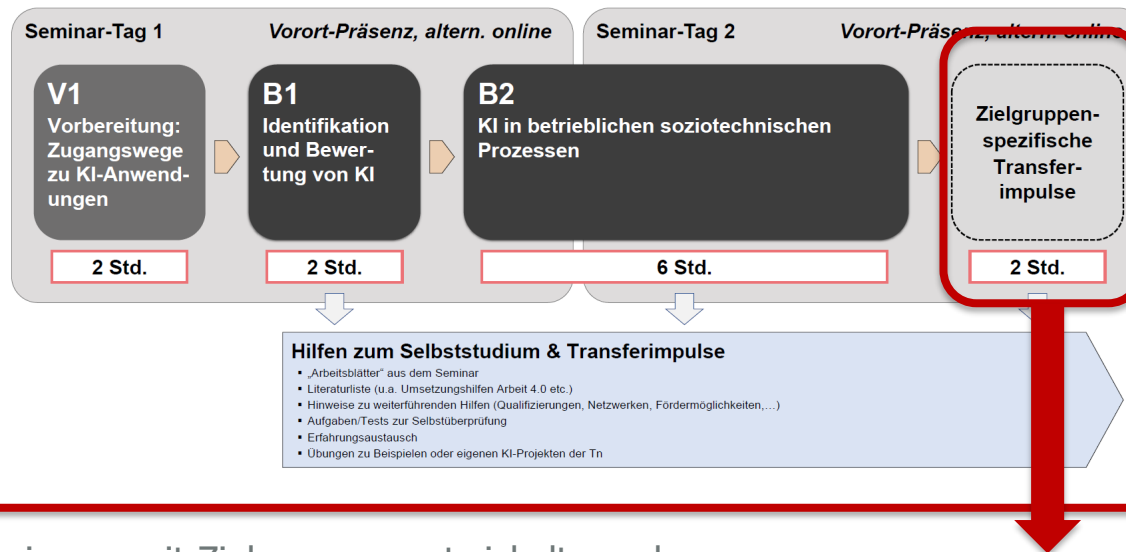 Seminar-Tag 1
Vorort-Präsenz, altern. online
Seminar-Tag 2
Vorort-Präsenz, altern. online
V1
Vorbereitung:
Zugangswege
zu KI-Anwend-
ungen
2 Std.
B1
Identifikation
und Bewer-
tung von KI
2 Std.
B2
KI in betrieblichen soziotechnischen
Prozessen
6 Std.
Zielgruppen-
spezifische
Transfer-
impulse
2 Std.
Hilfen zum Selbststudium & Transferimpulse
▪ „Arbeitsblätter“ aus dem Seminar
▪ Literaturliste (u.a. Umsetzungshilfen Arbeit 4.0 etc.)
▪ Hinweise zu weiterführenden Hilfen (Qualifizierungen, Netzwerken, Fördermöglichkeiten,…)
▪ Aufgaben/Tests zur Selbstüberprüfung
▪ Erfahrungsaustausch
▪ Übungen zu Beispielen oder eigenen KI-Projekten der Tn